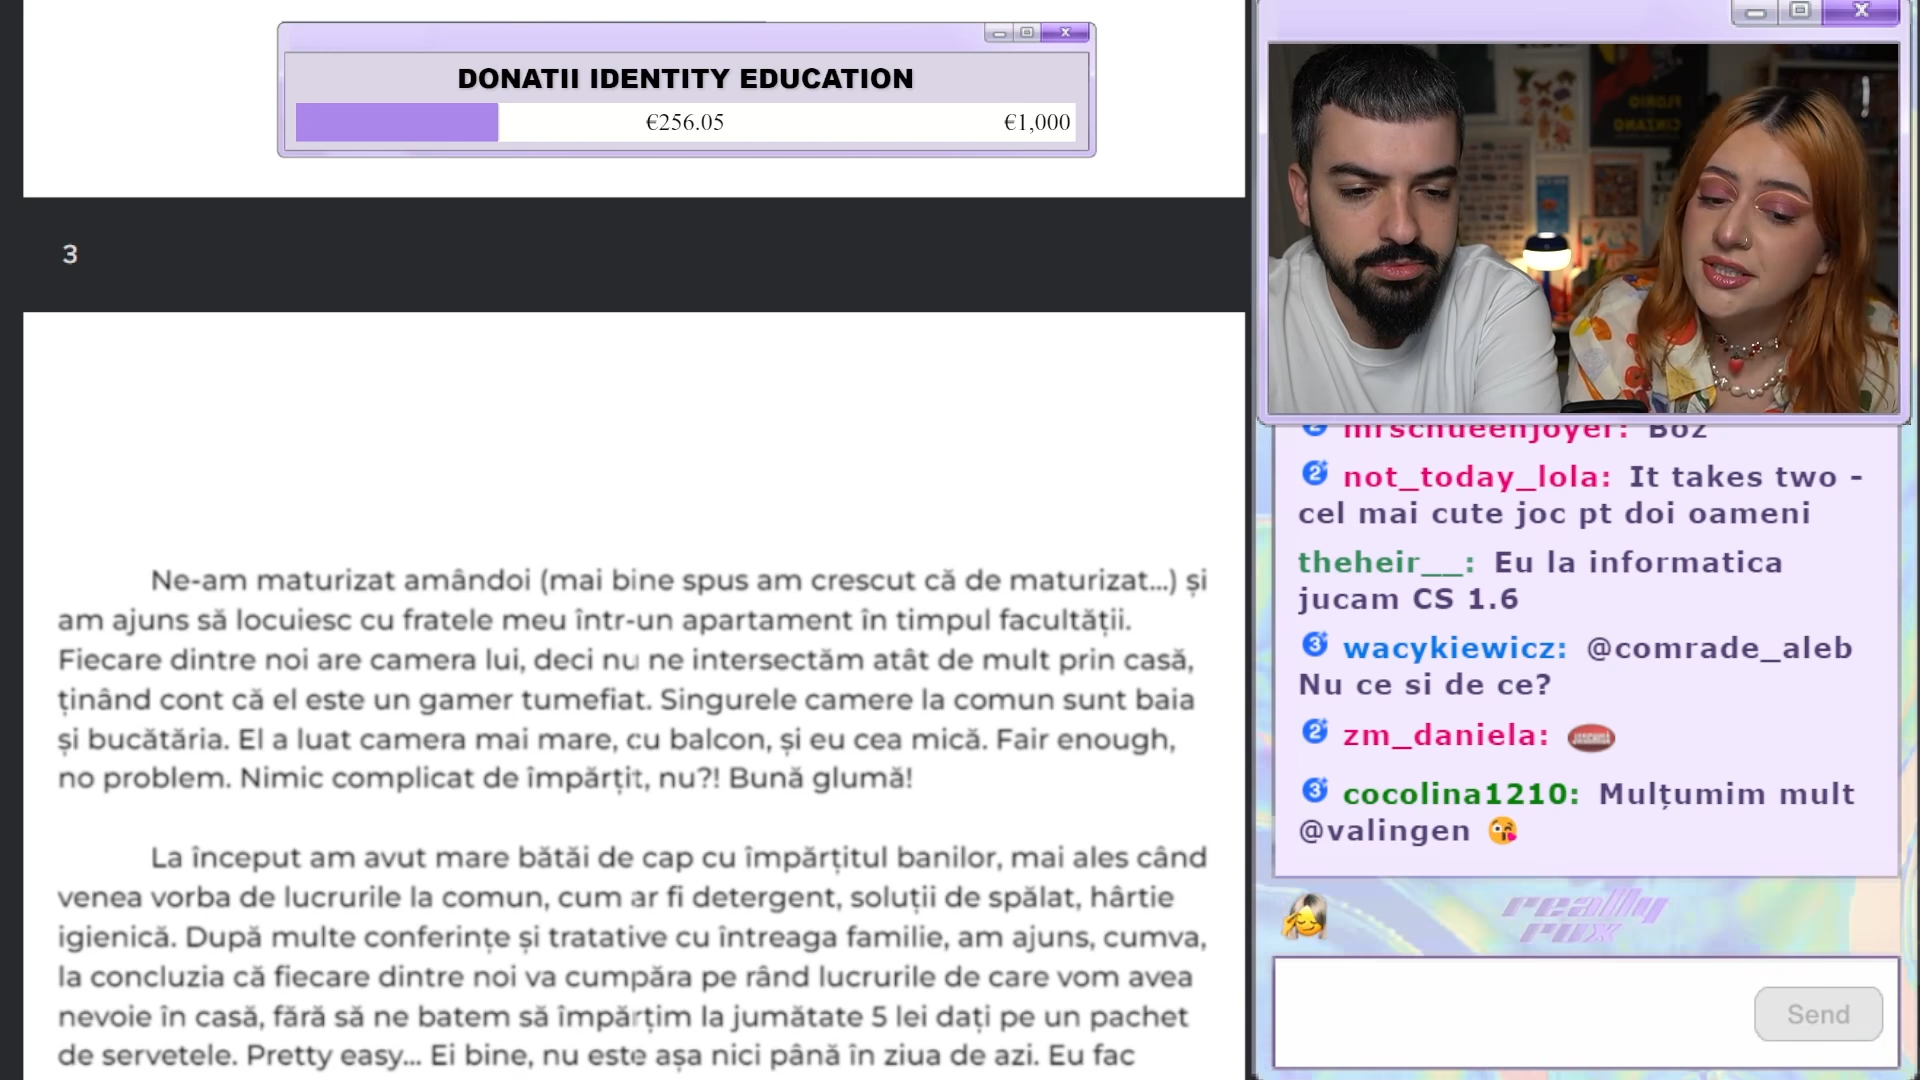 DONATII IDENTITY EDUCATION
€256.05 €1,000
3
Ne-am maturizat amândoi (mai bine spus am crescut că de maturizat...) și
am ajuns să locuiesc cu fratele meu într-un apartament în timpul facultății.
Fiecare dintre noi are camera lui, deci nu ne intersectăm atât de mult prin casă,
ținând cont că el este un gamer tumefiat. Singurele camere la comun sunt baia
și bucătăria. El a luat camera mai mare, cu balcon, și eu cea mică. Fair enough,
no problem. Nimic complicat de împărțit, nu?! Bună glumă!
La început am avut mare bătăi de cap cu împărțitul banilor, mai ales când
venea vorba de lucrurile la comun, cum ar fi detergent, soluții de spălat, hârtie
igienică. După multe conferințe și tratative cu întreaga familie, am ajuns, cumva,
la concluzia că fiecare dintre noi va cumpăra pe rând lucrurile de care vom avea
nevoie în casă, fără să ne batem să împărțim la jumătate 5 lei dați pe un pachet
de servetele. Pretty easy... Ei bine, nu este așa nici până în ziua de azi. Eu fac
FLORIO
CINZANO
mrschueenjoyer: Boz
2 not_today_lola: It takes two -
cel mai cute joc pt doi oameni
theheir__: Eu la informatica
jucam CS 1.6
3 wacykiewicz: @comrade_aleb
Nu ce si de ce?
2 zm_daniela:
3 cocolina1210: Mulțumim mult
@valingen
really
rux
Send